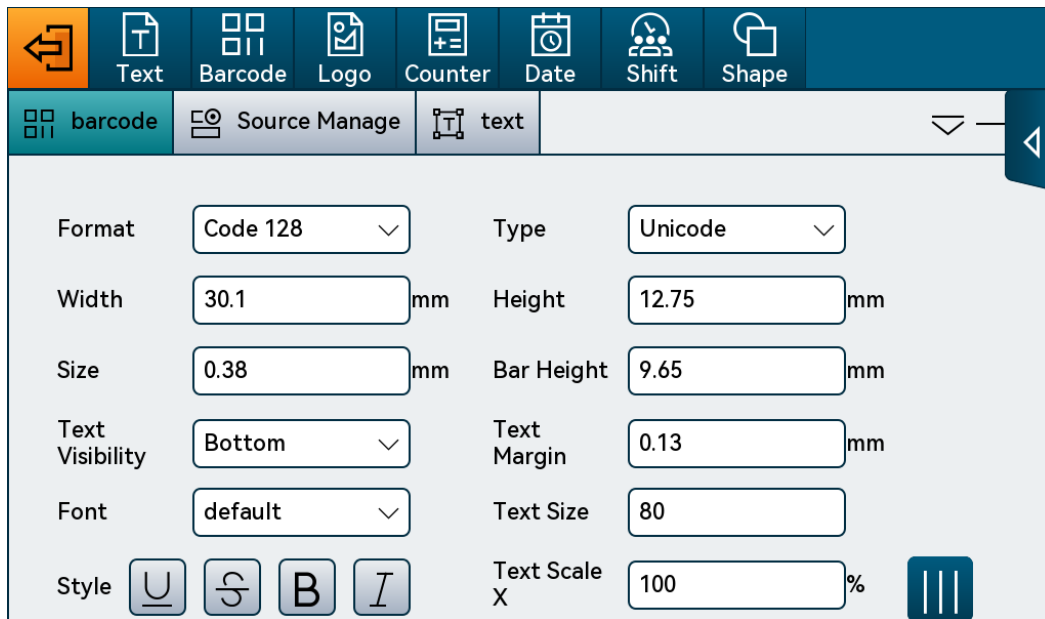 Text Barcode Logo Counter Date Shift Shape
barcode Source Manage text
Format Code 128 Type Unicode
Width 30.1 mm Height 12.75 mm
Size 0.38 mm Bar Height 9.65 mm
Text Visibility Bottom Text Margin 0.13 mm
Font default Text Size 80
Style U S B I Text Scale X 100 %